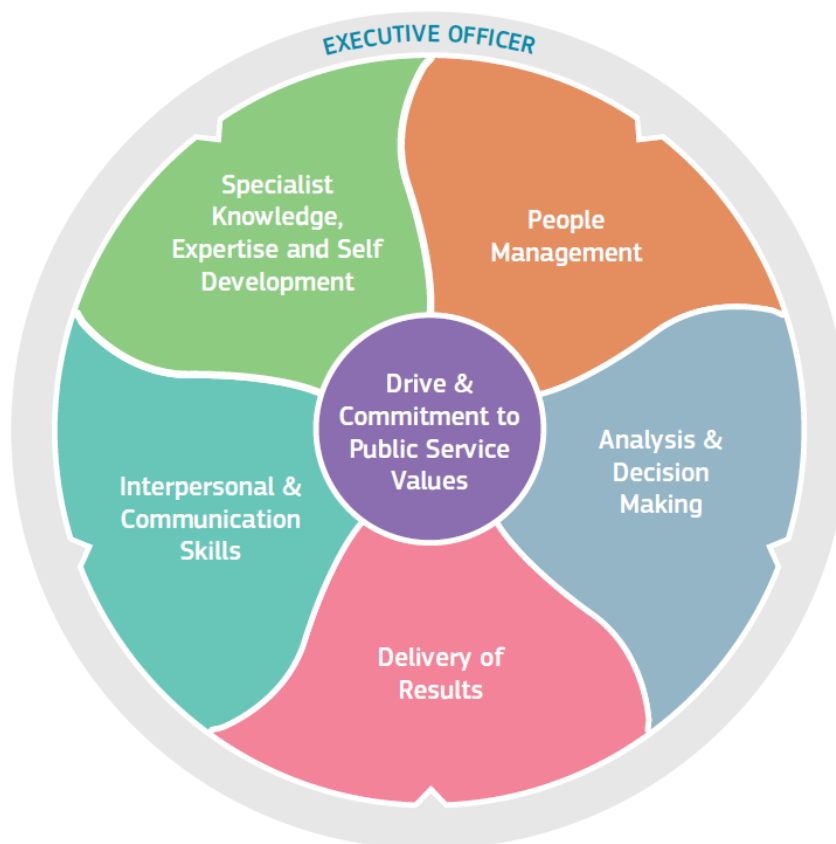 EXECUTIVE OFFICER
Specialist
Knowledge,
Expertise and Self
Development
People
Management
Drive &
Commitment to
Public Service
Values
Analysis &
Decision
Making
Interpersonal &
Communication
Skills
Delivery of
Results